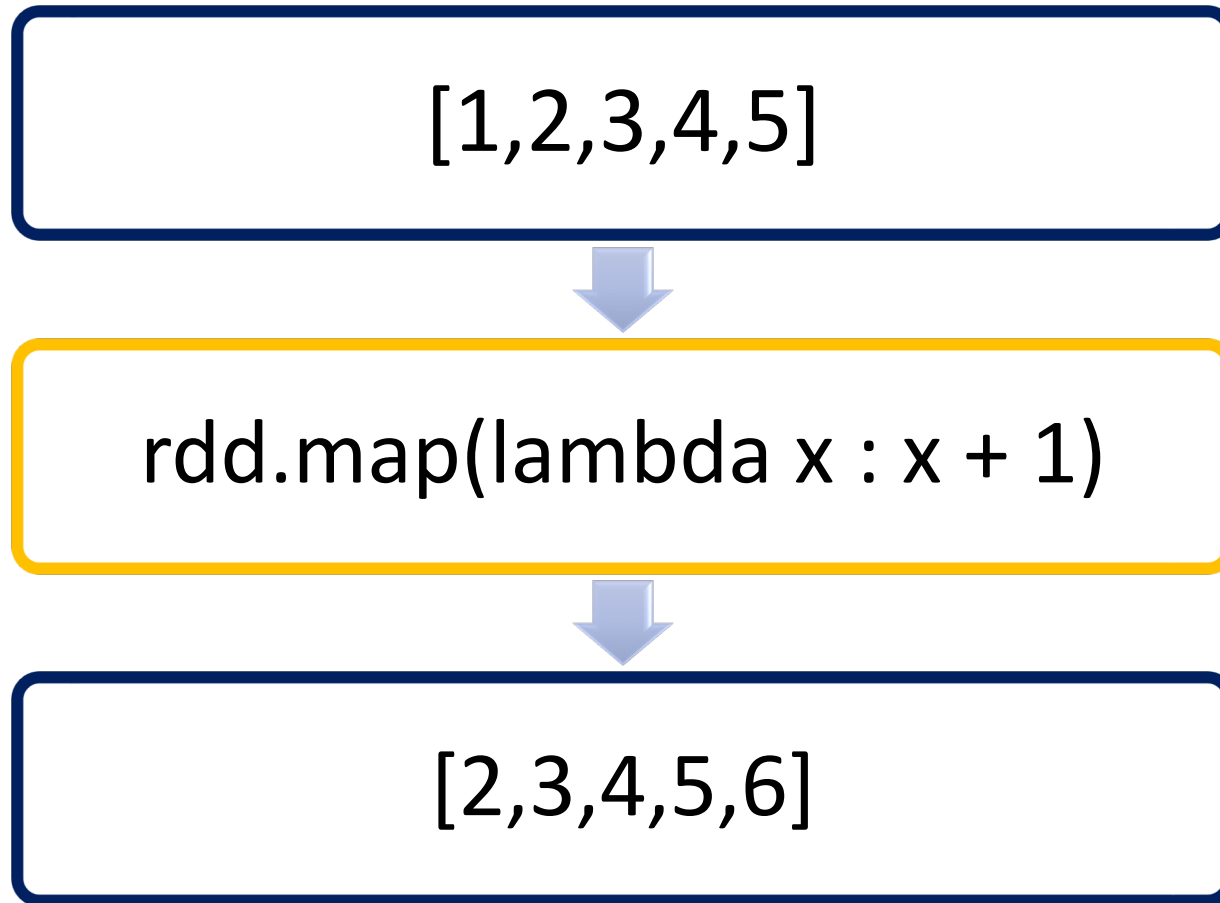 [1,2,3,4,5]
rdd.map(lambda x : x + 1)
[2,3,4,5,6]